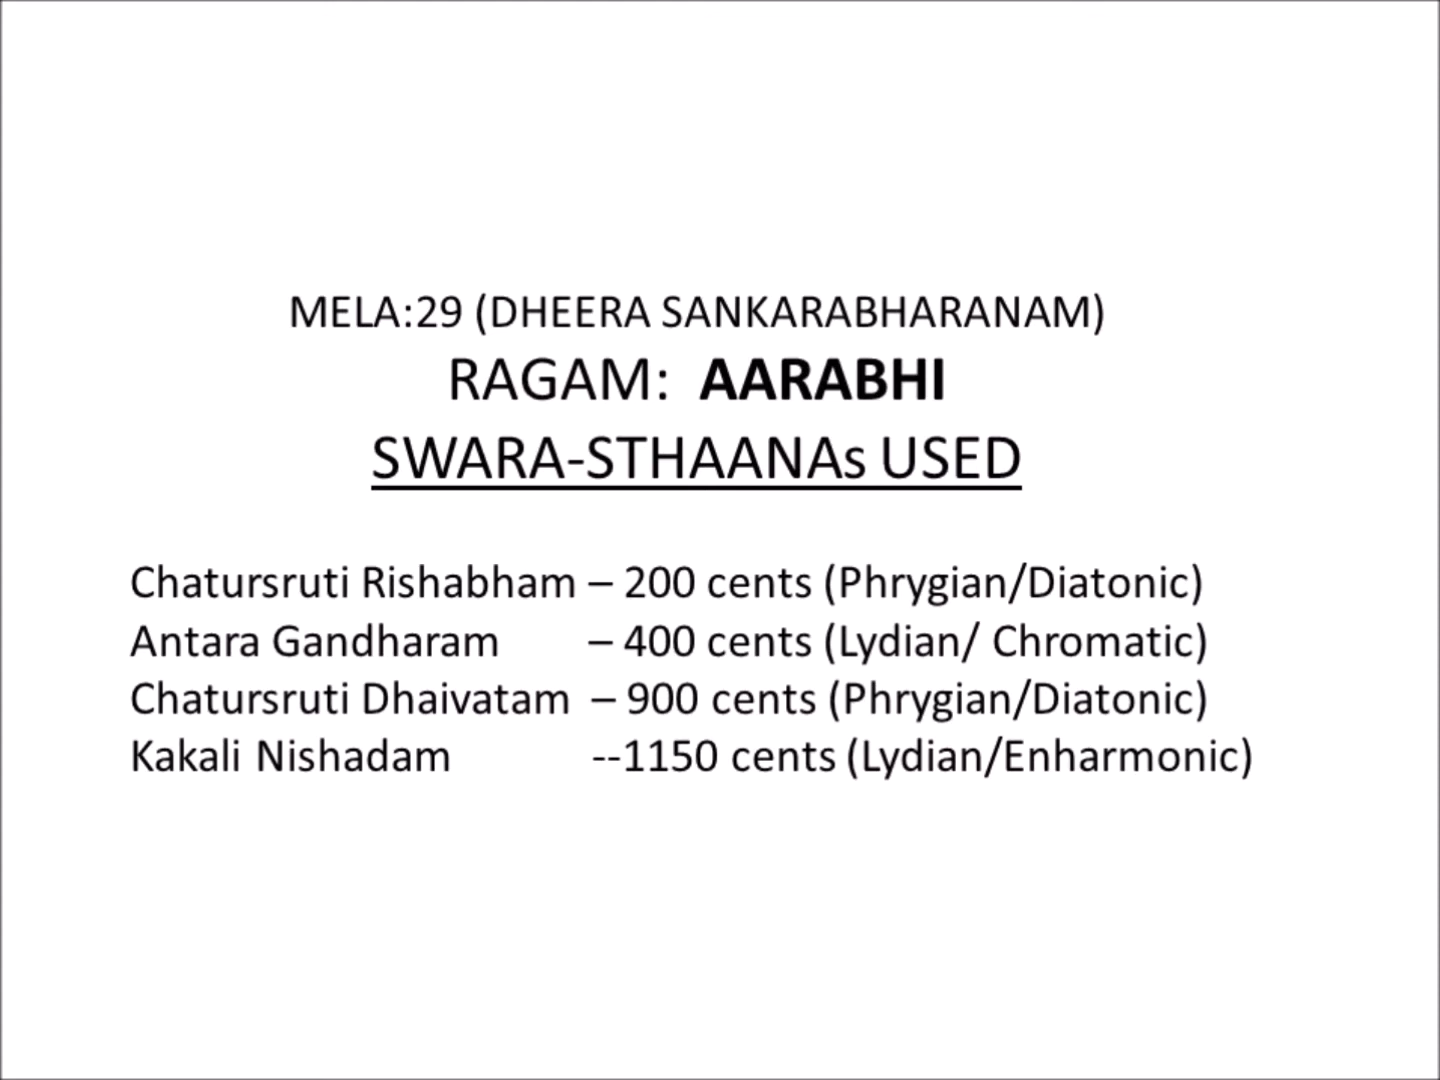 MELA:29 (DHEERA SANKARABHARANAM)
RAGAM: AARABHI
SWARA-STHAANAs USED
Chatursruti Rishabham – 200 cents (Phrygian/Diatonic)
Antara Gandharam – 400 cents (Lydian/ Chromatic)
Chatursruti Dhaivatam – 900 cents (Phrygian/Diatonic)
Kakali Nishadam --1150 cents (Lydian/Enharmonic)